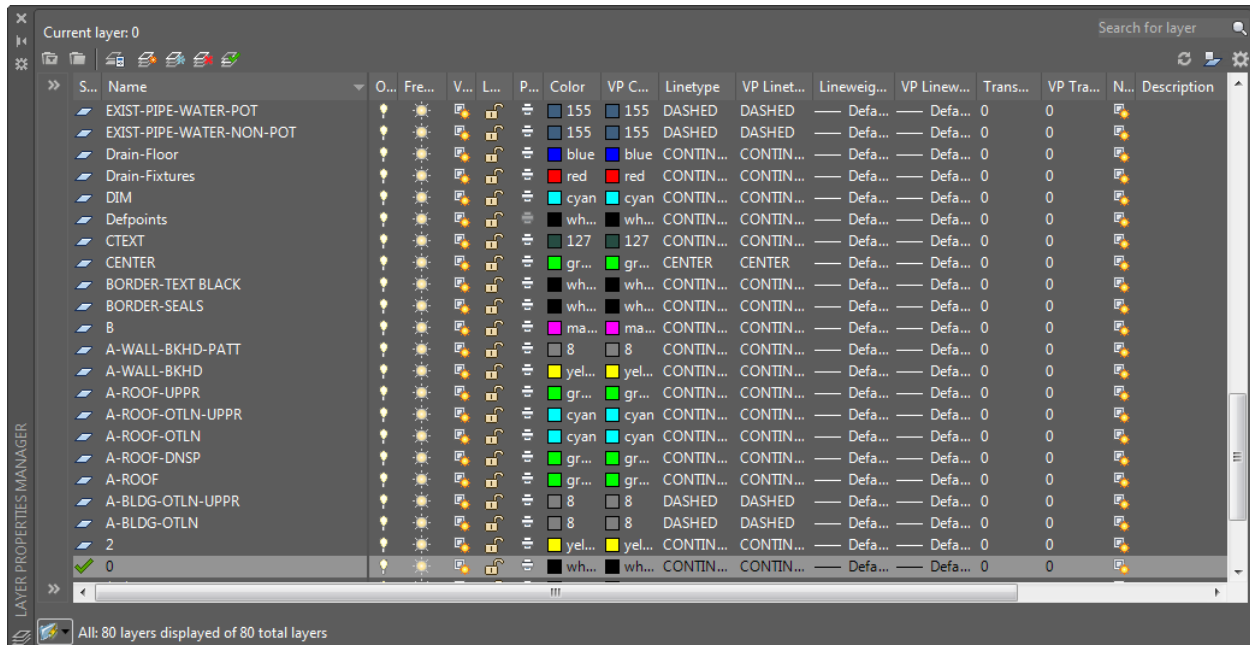 Current layer: 0
Search for layer
S... Name O... Fre... V... L... P... Color VP C... Linetype VP Linet... Lineweig... VP Linew... Trans... VP Tra... N... Description
EXIST-PIPE-WATER-POT 155 155 DASHED DASHED Defa... Defa... 0 0
EXIST-PIPE-WATER-NON-POT 155 155 DASHED DASHED Defa... Defa... 0 0
Drain-Floor blue blue CONTIN... CONTIN... Defa... Defa... 0 0
Drain-Fixtures red red CONTIN... CONTIN... Defa... Defa... 0 0
DIM cyan cyan CONTIN... CONTIN... Defa... Defa... 0 0
Defpoints wh... wh... CONTIN... CONTIN... Defa... Defa... 0 0
CTEXT 127 127 CONTIN... CONTIN... Defa... Defa... 0 0
CENTER gr... gr... CENTER CENTER Defa... Defa... 0 0
BORDER-TEXT BLACK wh... wh... CONTIN... CONTIN... Defa... Defa... 0 0
BORDER-SEALS wh... wh... CONTIN... CONTIN... Defa... Defa... 0 0
B ma... ma... CONTIN... CONTIN... Defa... Defa... 0 0
A-WALL-BKHD-PATT 8 8 CONTIN... CONTIN... Defa... Defa... 0 0
A-WALL-BKHD yel... yel... CONTIN... CONTIN... Defa... Defa... 0 0
A-ROOF-UPPR gr... gr... CONTIN... CONTIN... Defa... Defa... 0 0
A-ROOF-OTLN-UPPR cyan cyan CONTIN... CONTIN... Defa... Defa... 0 0
A-ROOF-OTLN cyan cyan CONTIN... CONTIN... Defa... Defa... 0 0
A-ROOF-DNSP gr... gr... CONTIN... CONTIN... Defa... Defa... 0 0
A-ROOF gr... gr... CONTIN... CONTIN... Defa... Defa... 0 0
A-BLDG-OTLN-UPPR 8 8 DASHED DASHED Defa... Defa... 0 0
A-BLDG-OTLN 8 8 DASHED DASHED Defa... Defa... 0 0
2 yel... yel... CONTIN... CONTIN... Defa... Defa... 0 0
0 wh... wh... CONTIN... CONTIN... Defa... Defa... 0 0
LAYER PROPERTIES MANAGER
All: 80 layers displayed of 80 total layers